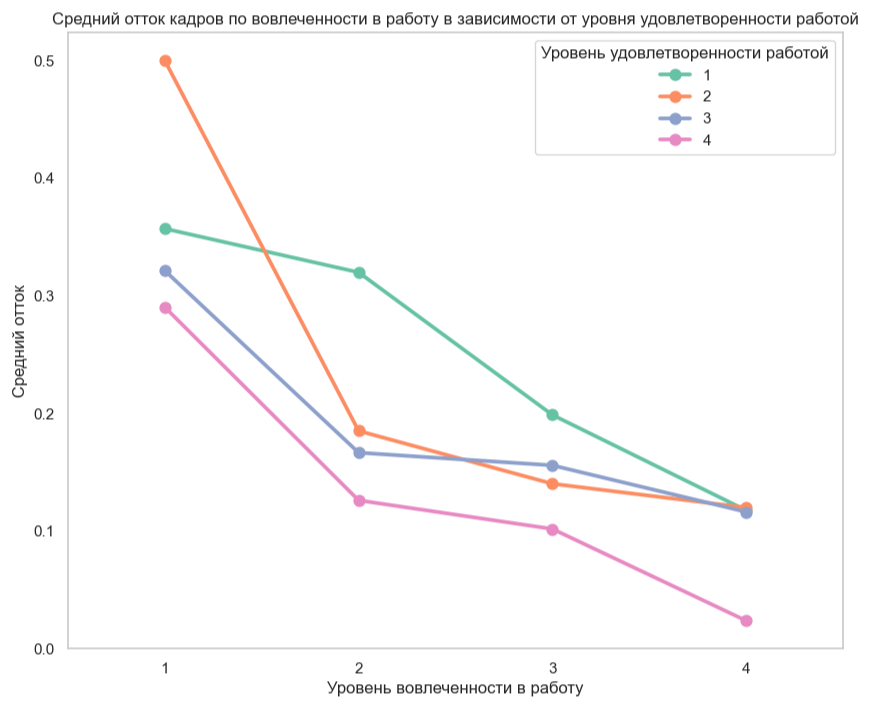 Средний отток кадров по вовлеченности в работу в зависимости от уровня удовлетворенности работой
Уровень удовлетворенности работой
1
2
3
4
Средний отток
0.5
0.4
0.3
0.2
0.1
0.0
1 2 3 4
Уровень вовлеченности в работу